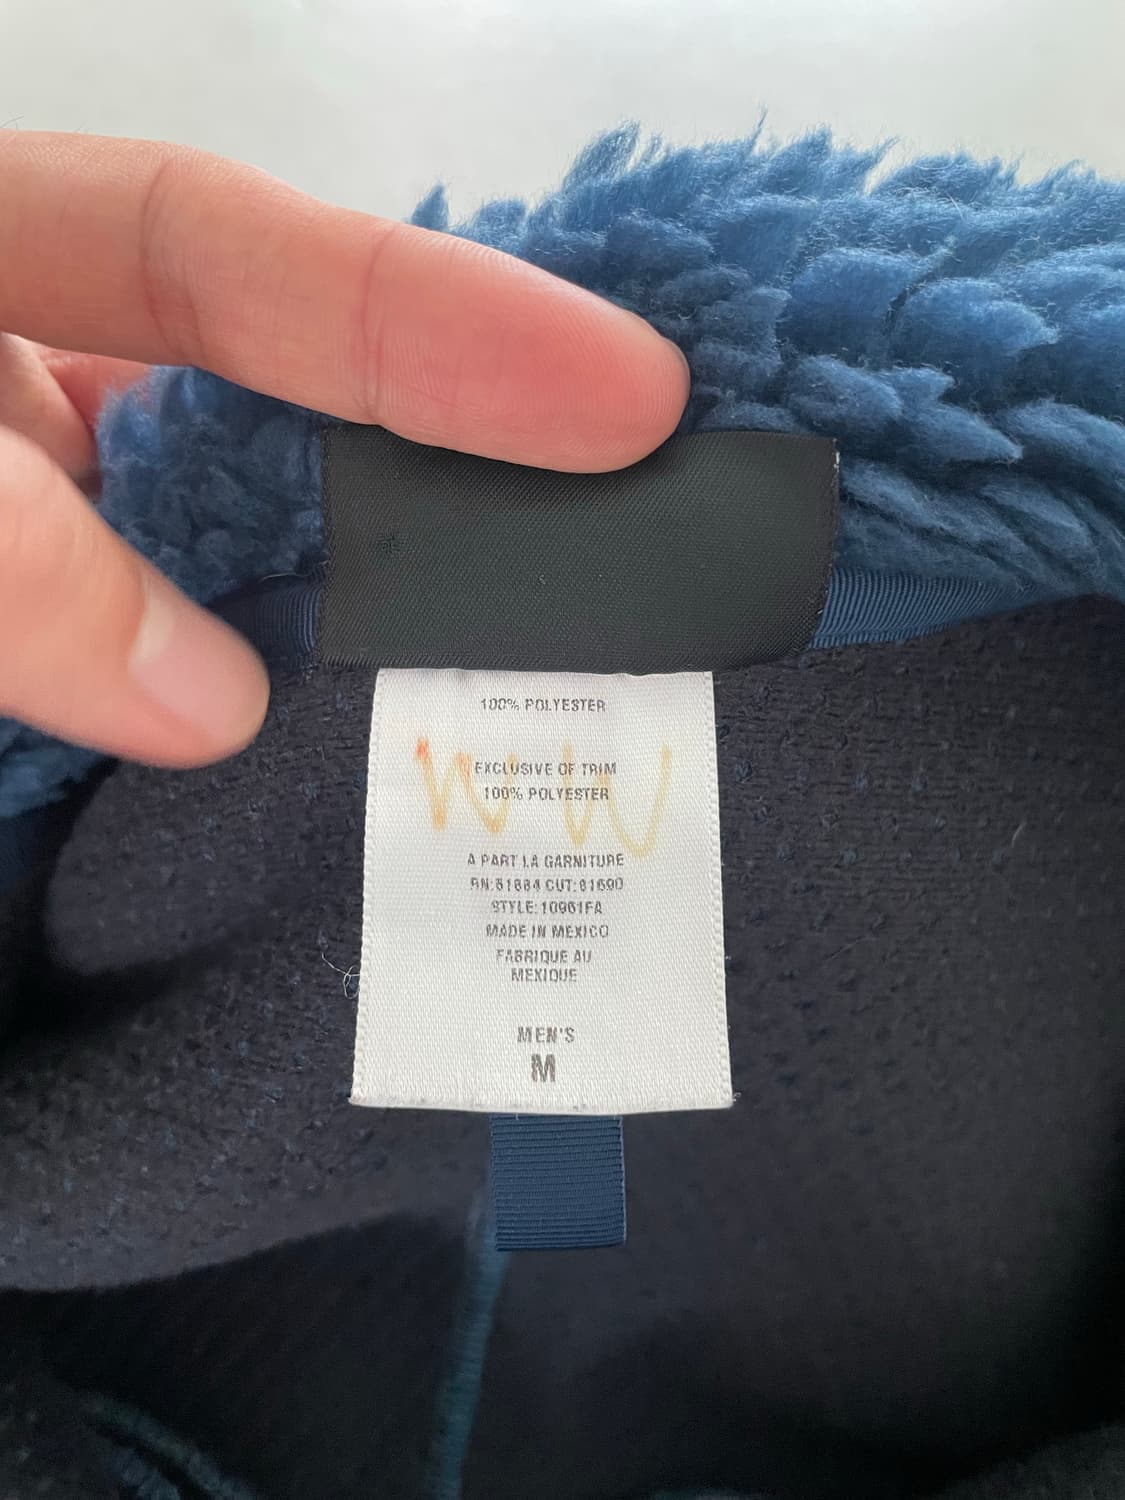 100% POLYESTER
EXCLUSIVE OF TRIM
100% POLYESTER
A PART LA GARNITURE
RN:51884 CUT:81690
STYLE:10961FA
MADE IN MEXICO
FABRIQUE AU
MEXIQUE
MEN'S
M